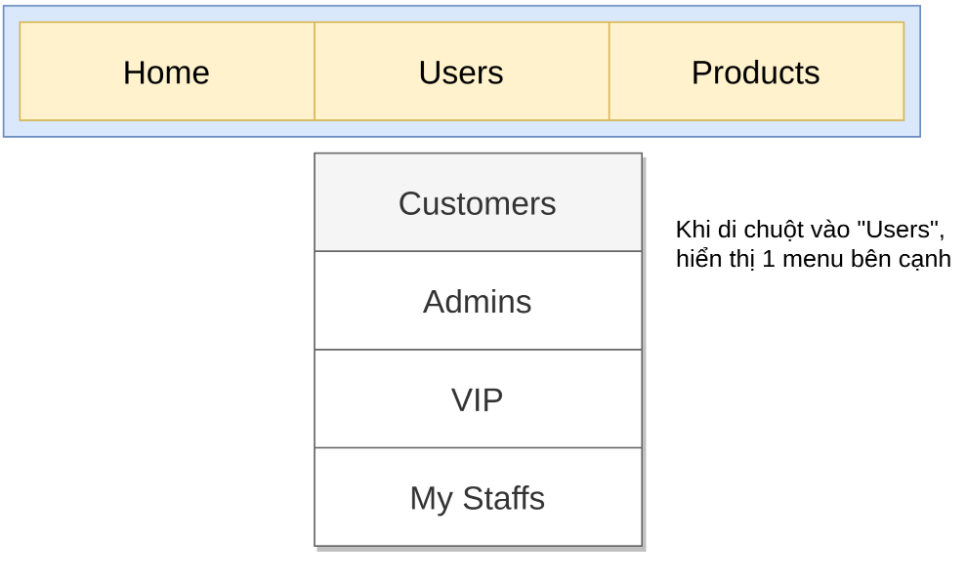 Home
Users
Products
Customers
Admins
VIP
My Staffs
Khi di chuột vào "Users",
hiển thị 1 menu bên cạnh